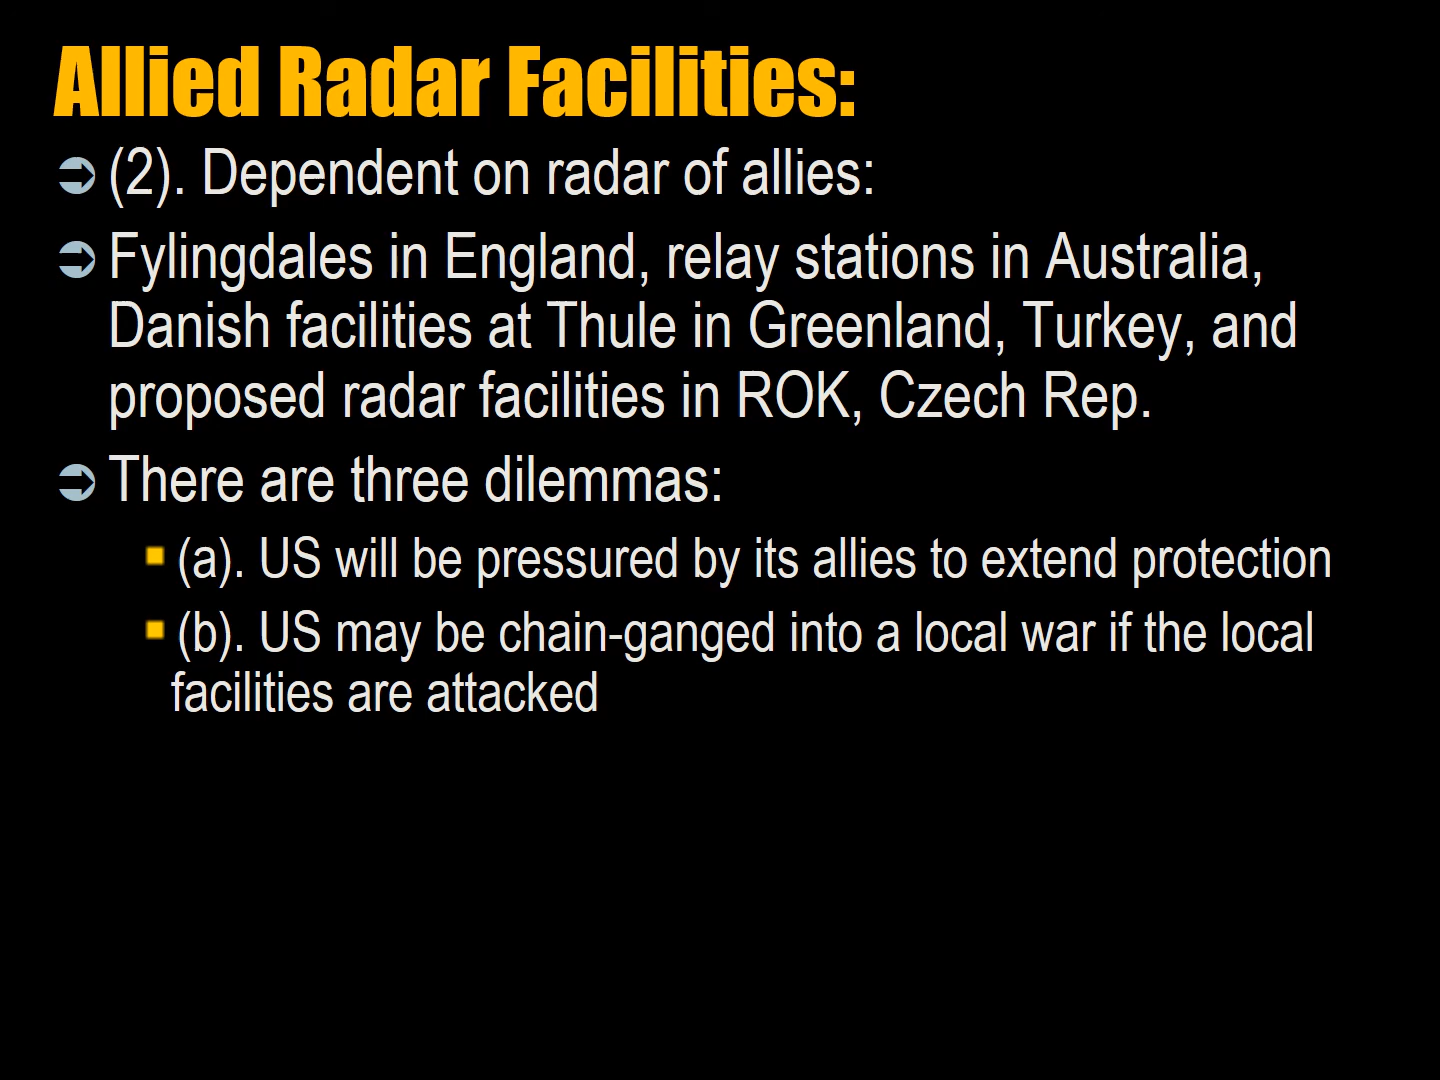 Allied Radar Facilities:
(2). Dependent on radar of allies:
Fylingdales in England, relay stations in Australia,
Danish facilities at Thule in Greenland, Turkey, and
proposed radar facilities in ROK, Czech Rep.
There are three dilemmas:
(a). US will be pressured by its allies to extend protection
(b). US may be chain-ganged into a local war if the local
facilities are attacked